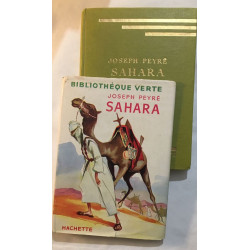 JOSEPH PEYRÉ
SAHARA
BIBLIOTHÈQUE VERTE
JOSEPH PEYRÉ
SAHARA
HACHETTE